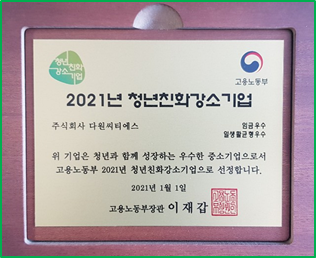 청년친화
강소기업
고용노동부
2021년 청년친화강소기업
주식회사 다원씨티에스
임금우수
일생활균형우수
위 기업은 청년과 함께 성장하는 우수한 중소기업으로서
고용노동부 2021년 청년친화강소기업으로 선정합니다.
2021년 1월 1일
고용노동부장관 이재갑